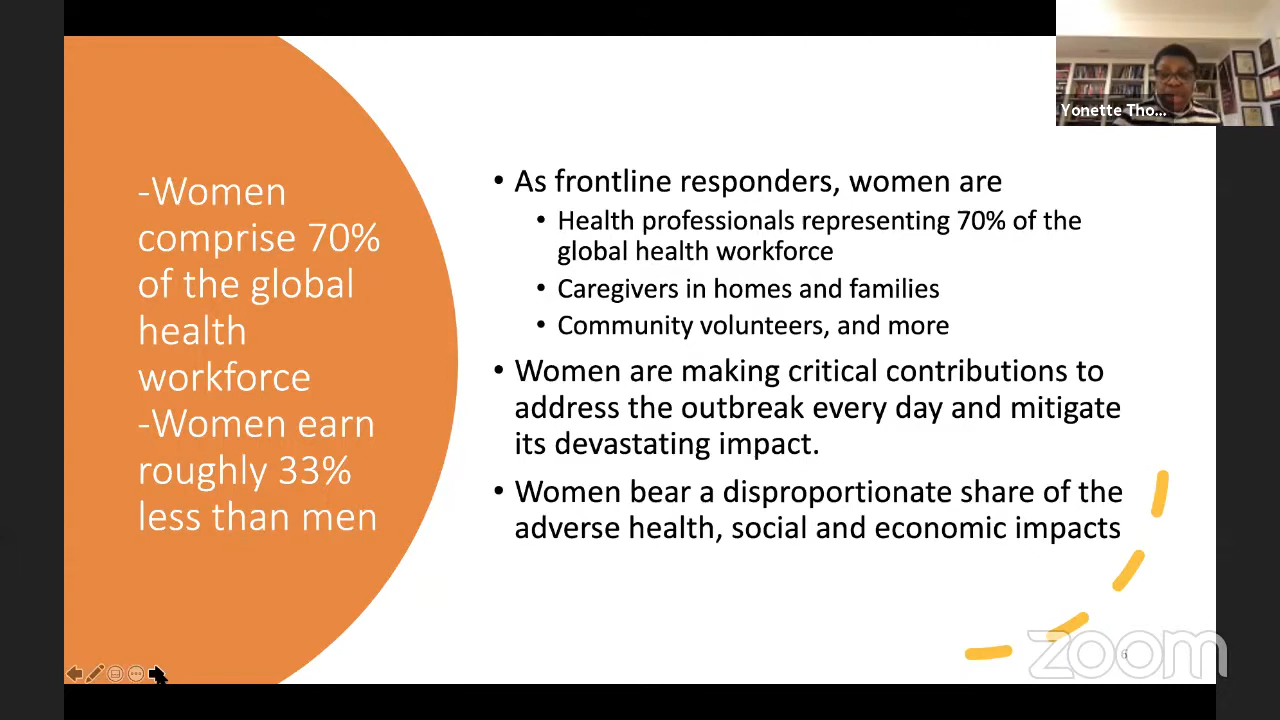 Yonette Tho...
-Women
comprise 70%
of the global
health
workforce
-Women earn
roughly 33%
less than men
• As frontline responders, women are
• Health professionals representing 70% of the
global health workforce
• Caregivers in homes and families
• Community volunteers, and more
• Women are making critical contributions to
address the outbreak every day and mitigate
its devastating impact.
• Women bear a disproportionate share of the
adverse health, social and economic impacts
zoom
6